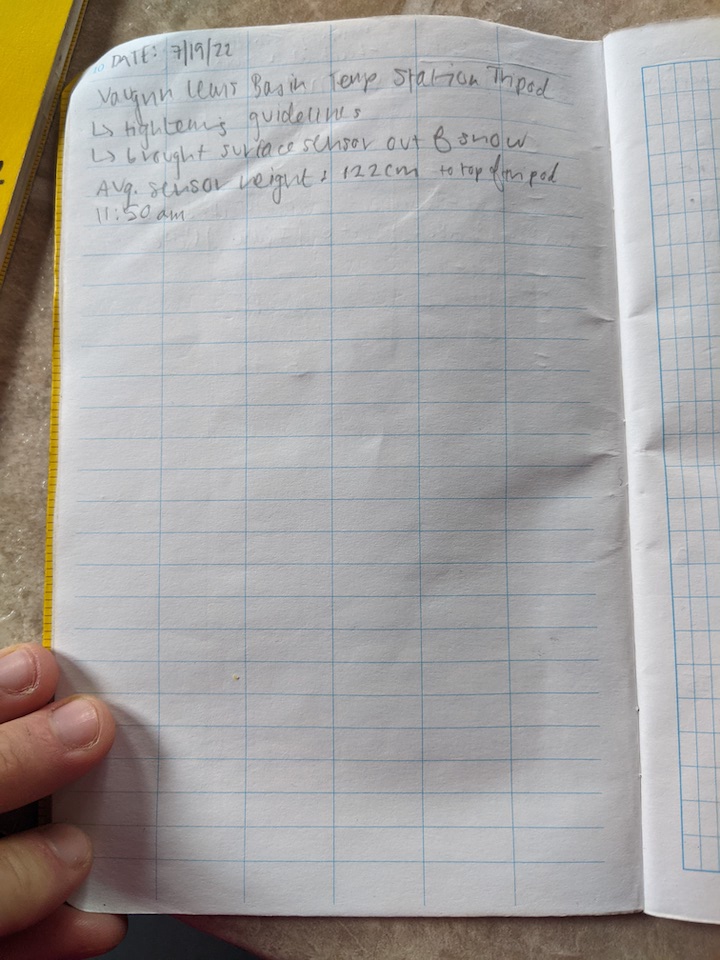 DATE: 7/19/22
Vaughn Lewis Basin Temp Station Tripod
↳ tightening guidelines
↳ brought surface sensor out of snow
Avg. sensor height: 122cm to top of tripod
11:50 am